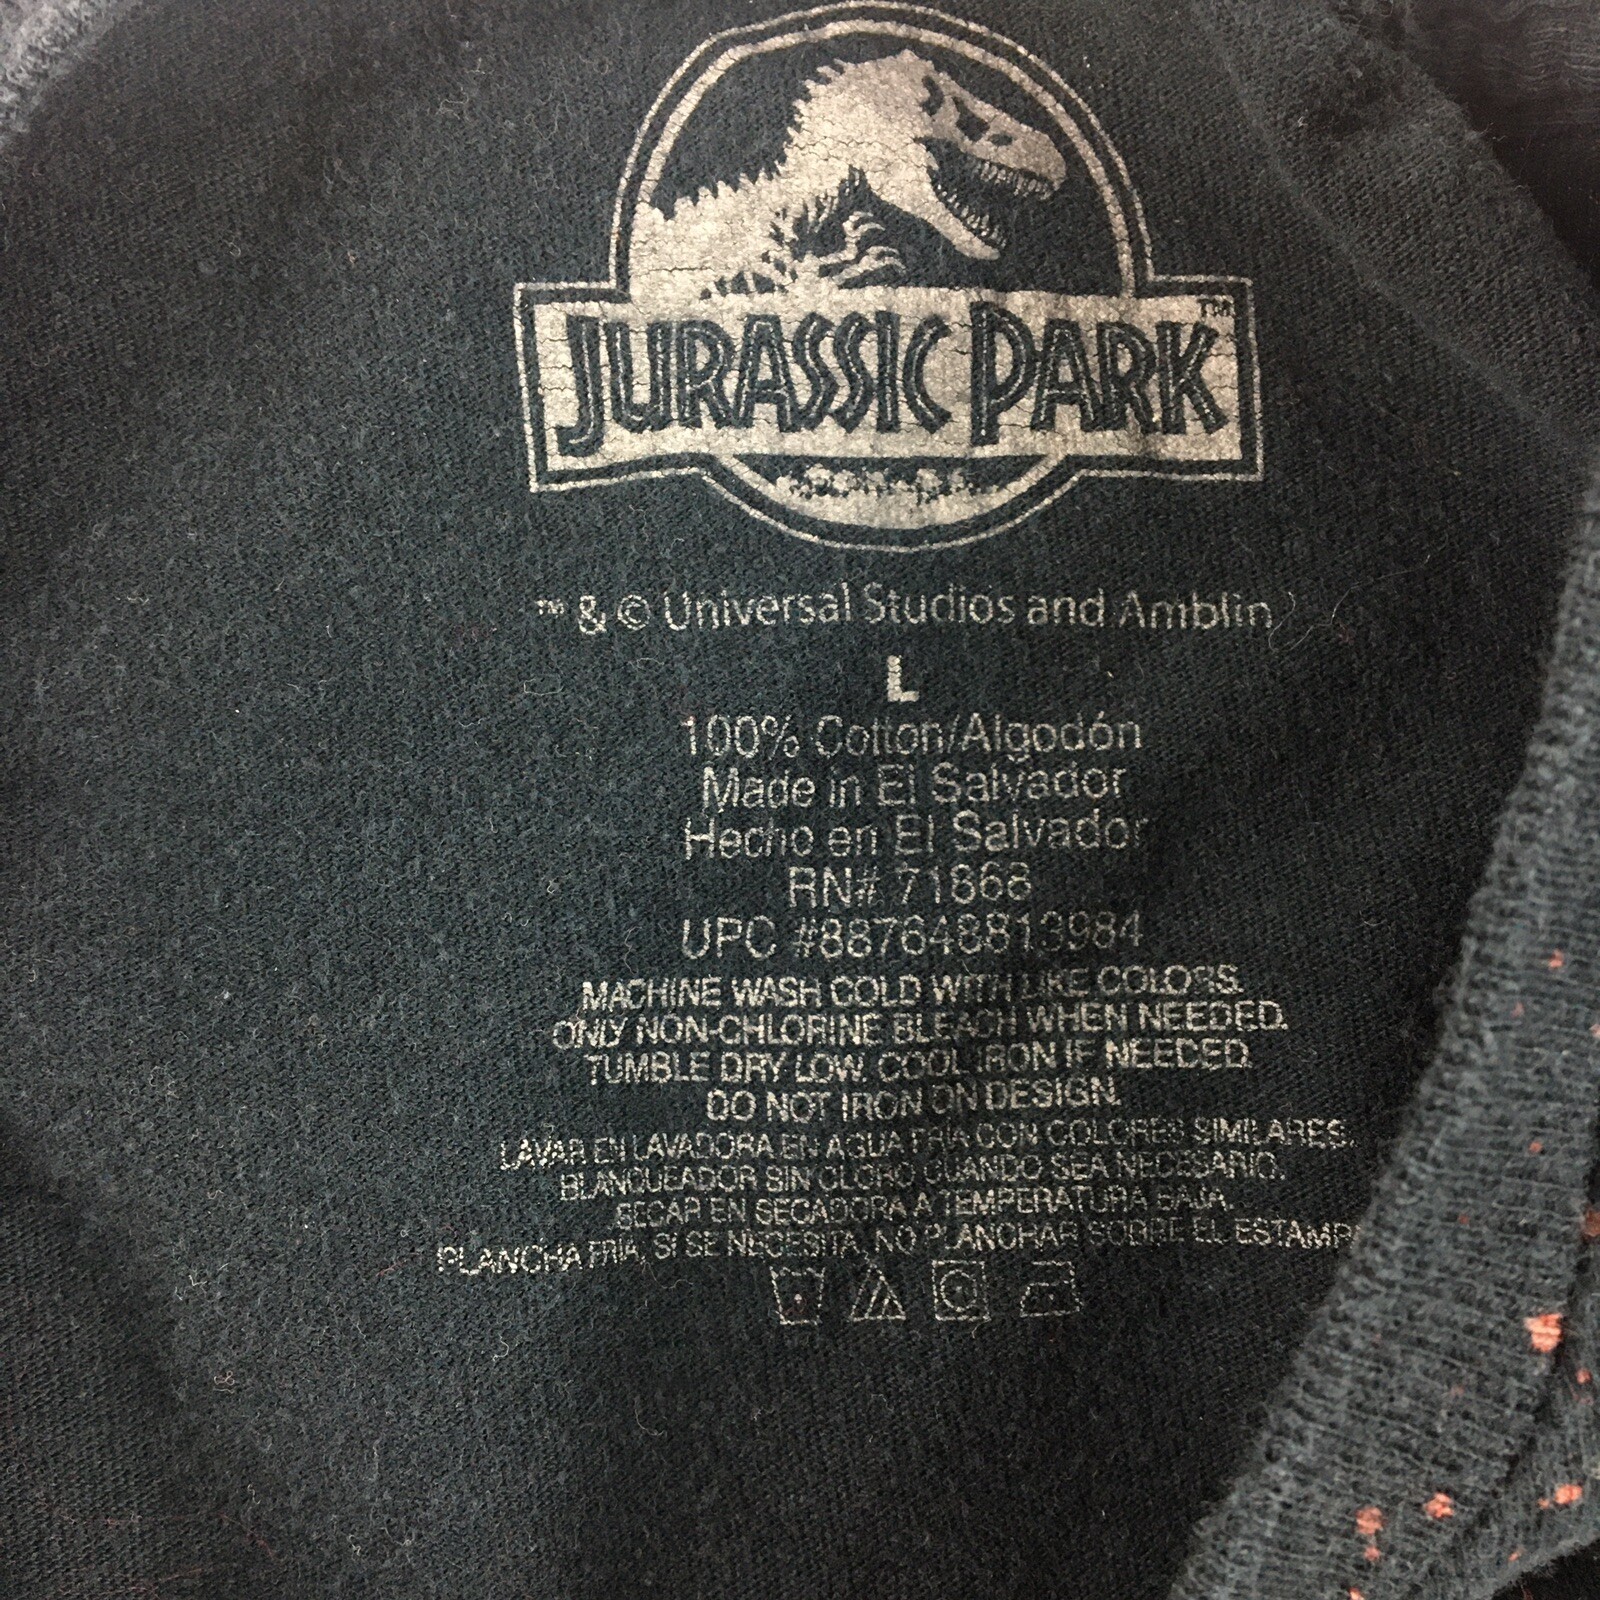 JURASSIC PARK™
™ & © Universal Studios and Amblin
L
100% Cotton/Algodón
Made in El Salvador
Hecho en El Salvador
RN# 71868
UPC #887648813984
MACHINE WASH COLD WITH LIKE COLORS.
ONLY NON-CHLORINE BLEACH WHEN NEEDED.
TUMBLE DRY LOW. COOL IRON IF NEEDED.
DO NOT IRON ON DESIGN.
LAVAR EN LAVADORA EN AGUA FRIA CON COLORES SIMILARES.
BLANQUEADOR SIN CLORO CUANDO SEA NECESARIO.
SECAR EN SECADORA A TEMPERATURA BAJA.
PLANCHA FRIA, SI SE NECESITA, NO PLANCHAR SOBRE EL ESTAMP